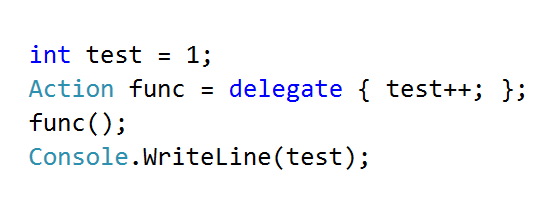 int test = 1;
Action func = delegate { test++; };
func();
Console.WriteLine(test);